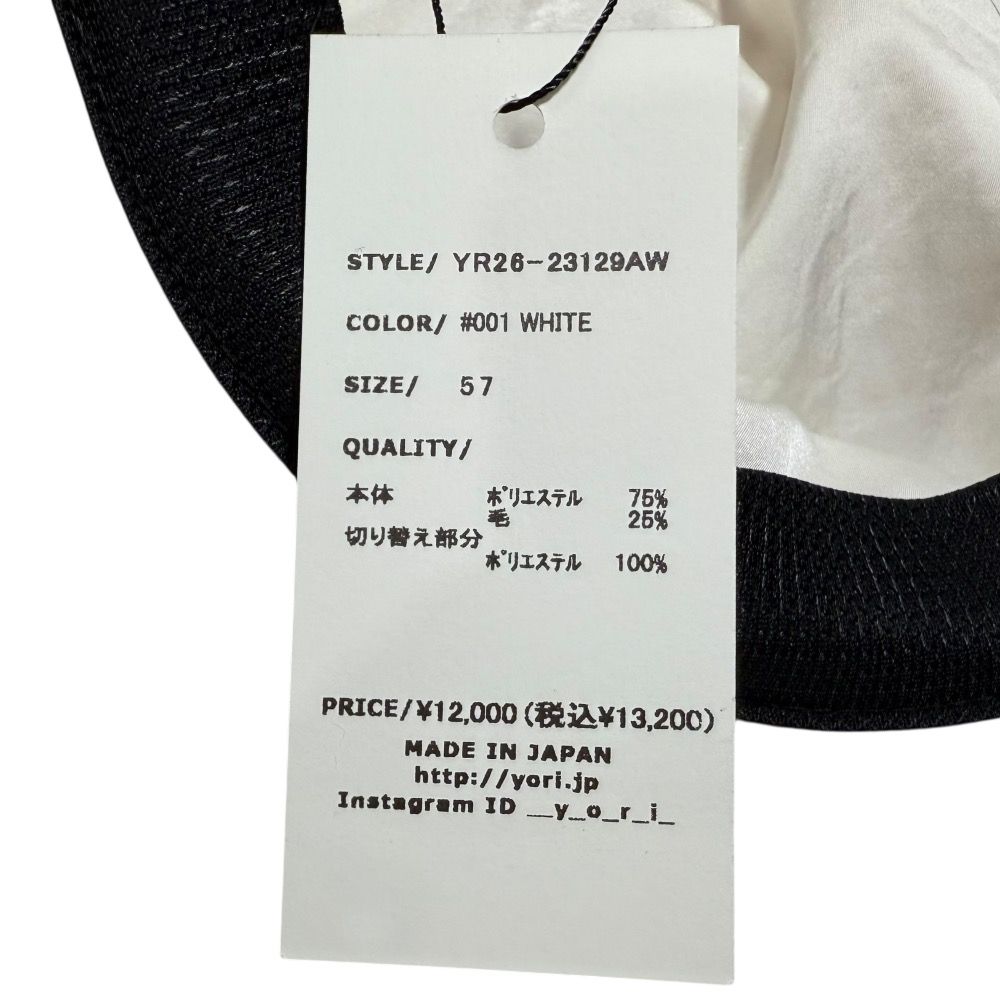 STYLE/ YR26-23129AW
COLOR/ #001 WHITE
SIZE/ 57
QUALITY/
本体 ポリエステル 75%
毛 25%
切り替え部分
ポリエステル 100%
PRICE/¥12,000(税込¥13,200)
MADE IN JAPAN
http://yori.jp
Instagram ID __y_o_r_i_